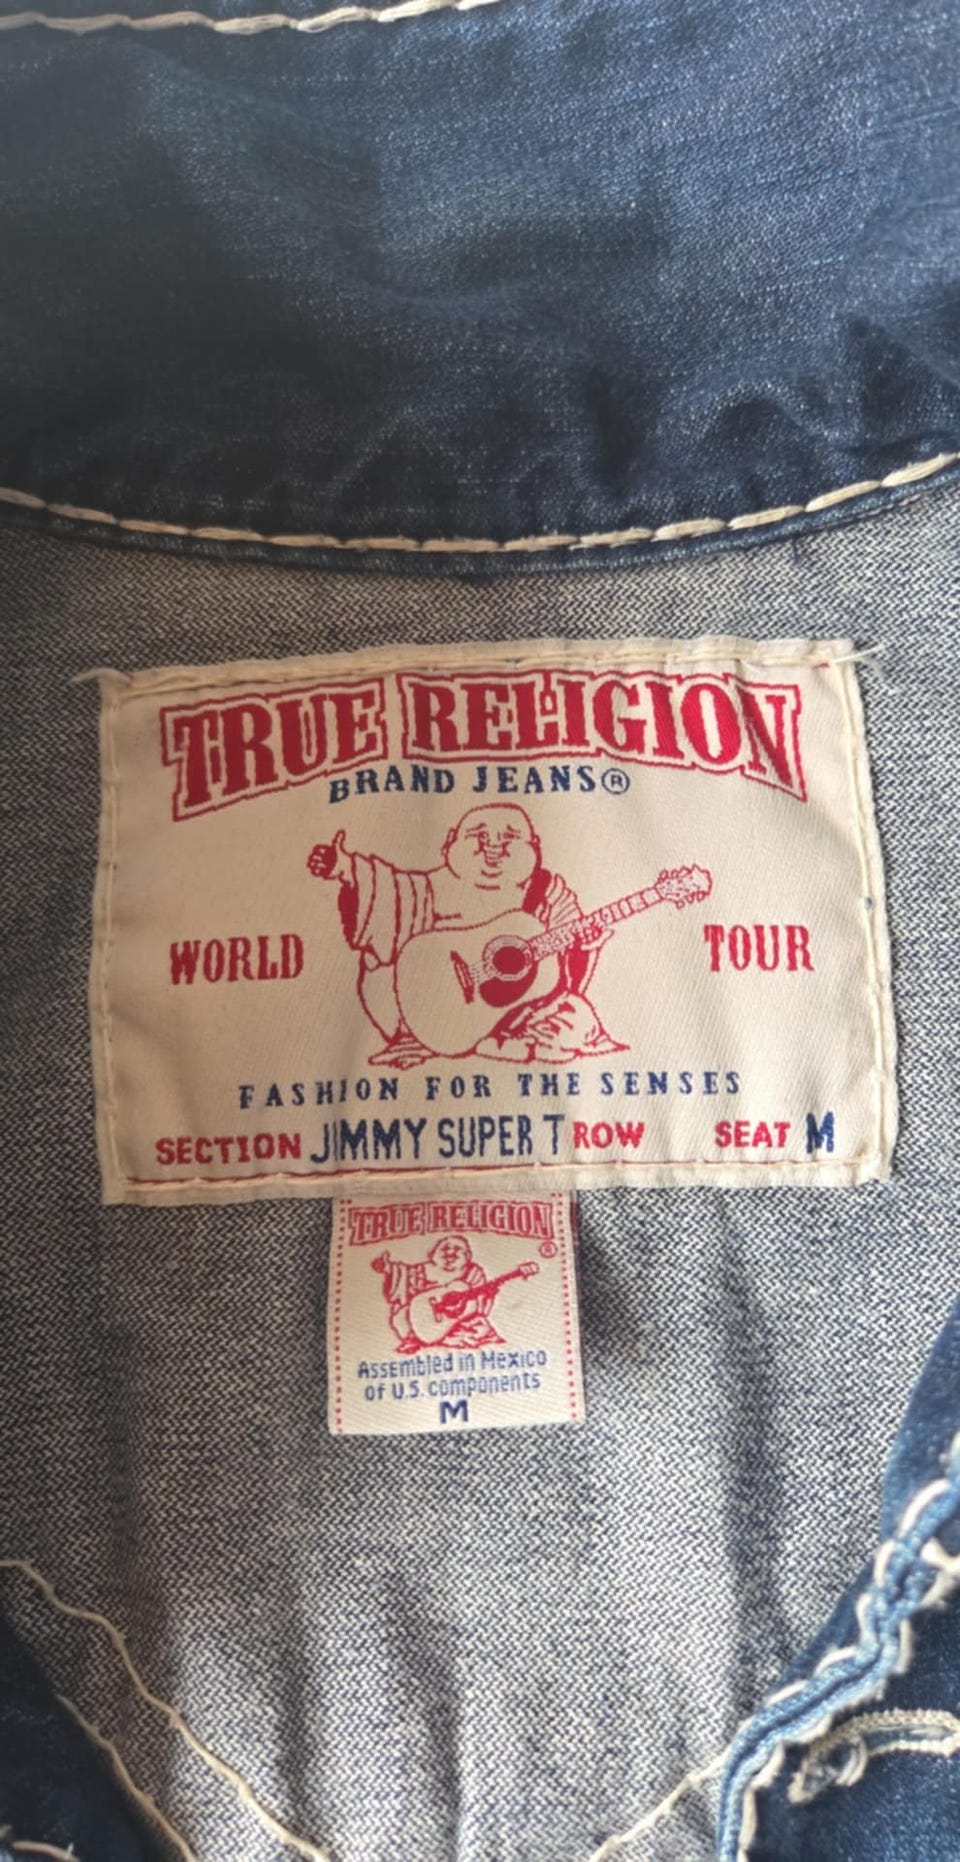 TRUE RELIGION
BRAND JEANS®
WORLD TOUR
FASHION FOR THE SENSES
SECTION JIMMY SUPER T ROW SEAT M
TRUE RELIGION
®
Assembled in Mexico
of U.S. components
M